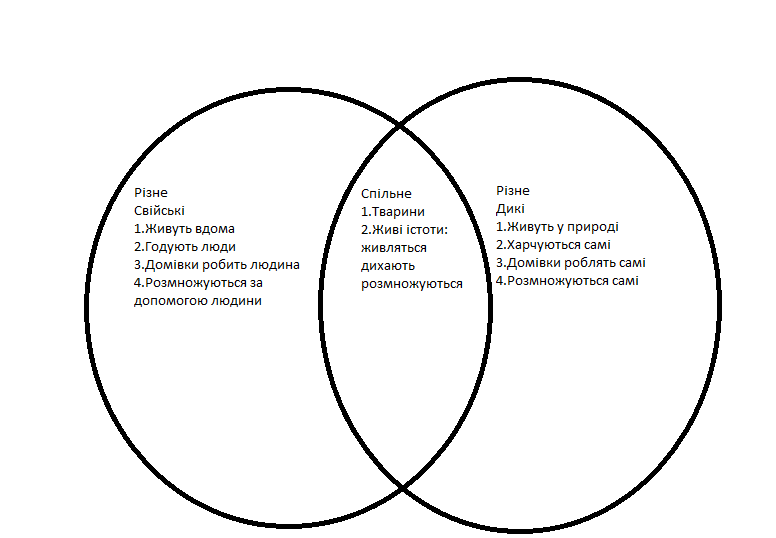 Різне
Свійські
1.Живуть вдома
2.Годують люди
3.Домівки робить людина
4.Розмножуються за
допомогою людини
Спільне
1.Тварини
2.Живі істоти:
живляться
дихають
розмножуються
Різне
Дикі
1.Живуть у природі
2.Харчуються самі
3.Домівки роблять самі
4.Розмножуються самі